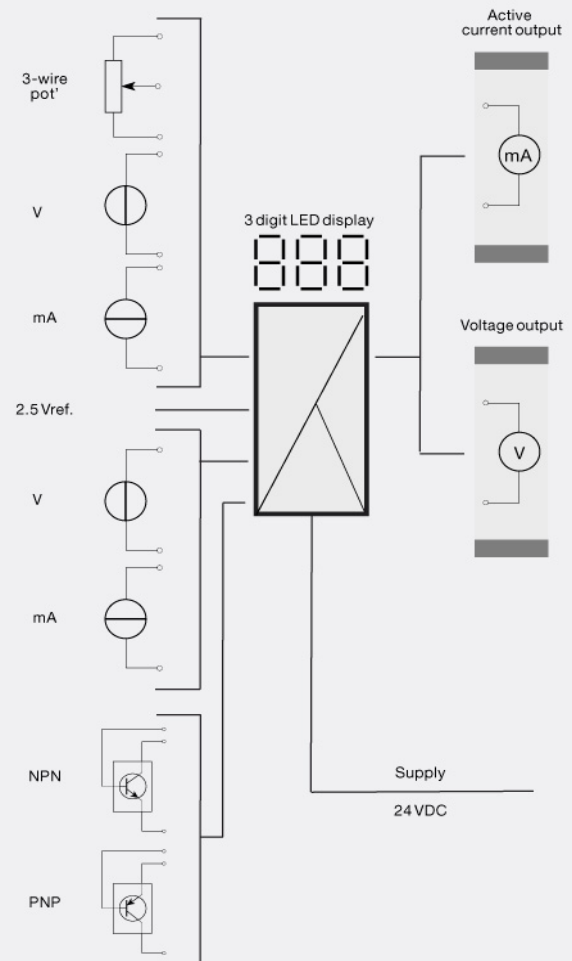 Active
current output
3-wire
pot'
mA
V
3 digit LED display
888
mA
Voltage output
2.5 Vref.
V
V
mA
NPN
Supply
24 VDC
PNP